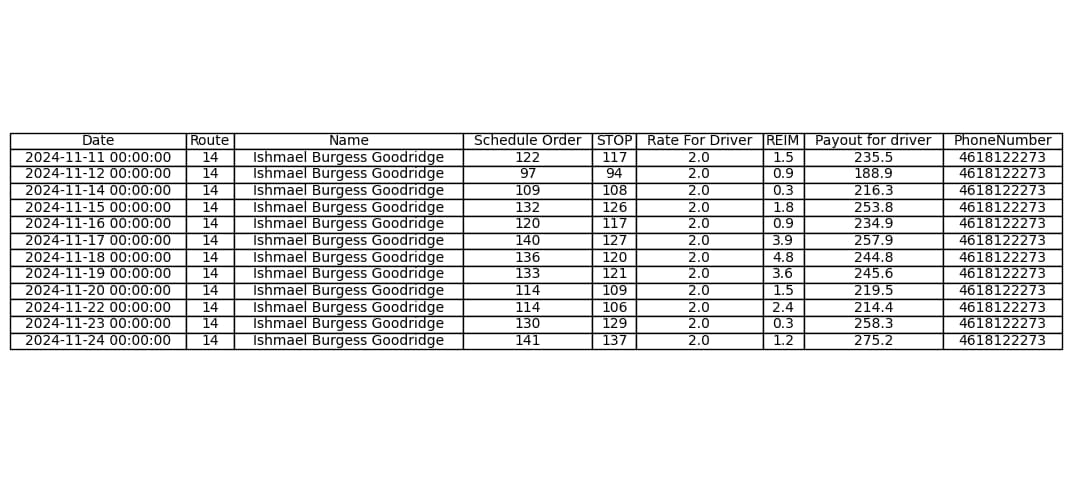 Date Route Name Schedule Order STOP Rate For Driver REIM Payout for driver PhoneNumber
2024-11-11 00:00:00 14 Ishmael Burgess Goodridge 122 117 2.0 1.5 235.5 4618122273
2024-11-12 00:00:00 14 Ishmael Burgess Goodridge 97 94 2.0 0.9 188.9 4618122273
2024-11-14 00:00:00 14 Ishmael Burgess Goodridge 109 108 2.0 0.3 216.3 4618122273
2024-11-15 00:00:00 14 Ishmael Burgess Goodridge 132 126 2.0 1.8 253.8 4618122273
2024-11-16 00:00:00 14 Ishmael Burgess Goodridge 120 117 2.0 0.9 234.9 4618122273
2024-11-17 00:00:00 14 Ishmael Burgess Goodridge 140 127 2.0 3.9 257.9 4618122273
2024-11-18 00:00:00 14 Ishmael Burgess Goodridge 136 120 2.0 4.8 244.8 4618122273
2024-11-19 00:00:00 14 Ishmael Burgess Goodridge 133 121 2.0 3.6 245.6 4618122273
2024-11-20 00:00:00 14 Ishmael Burgess Goodridge 114 109 2.0 1.5 219.5 4618122273
2024-11-22 00:00:00 14 Ishmael Burgess Goodridge 114 106 2.0 2.4 214.4 4618122273
2024-11-23 00:00:00 14 Ishmael Burgess Goodridge 130 129 2.0 0.3 258.3 4618122273
2024-11-24 00:00:00 14 Ishmael Burgess Goodridge 141 137 2.0 1.2 275.2 4618122273